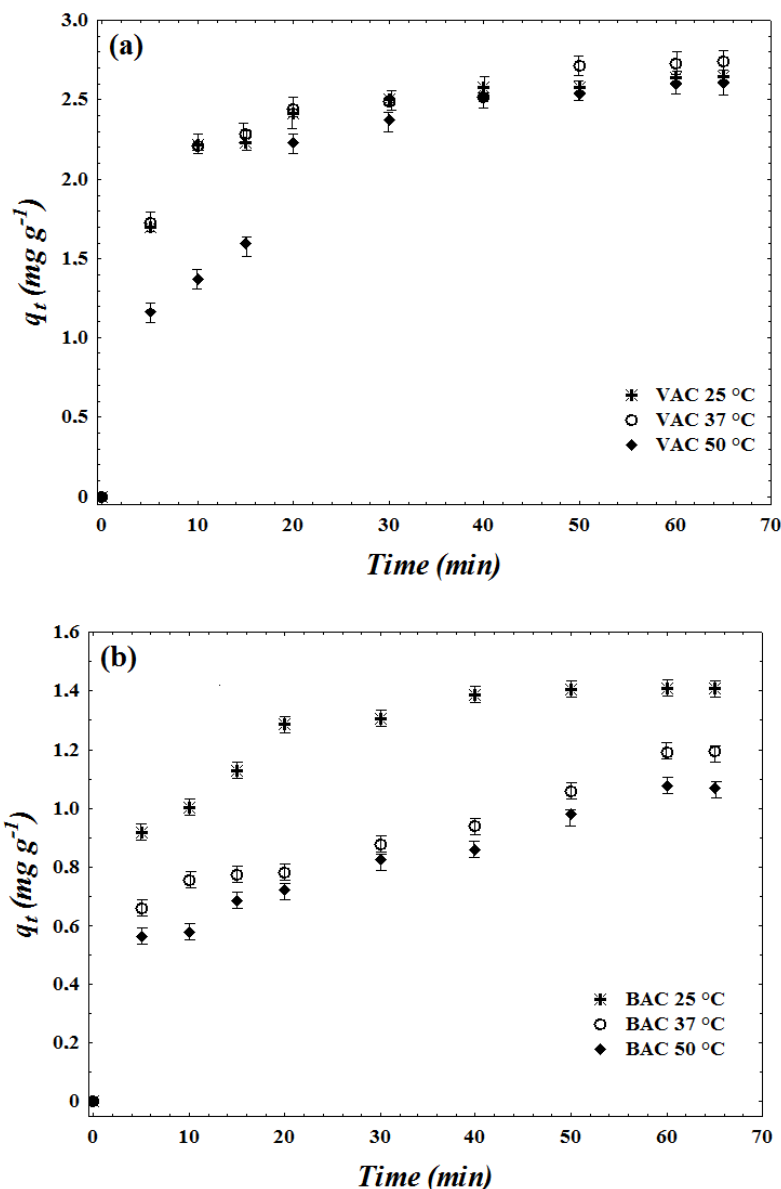 (a)
3.0
2.5
2.0
1.5
1.0
0.5
0
q_t (mg g^-1)
VAC 25 °C
VAC 37 °C
VAC 50 °C
0 10 20 30 40 50 60 70
Time (min)
(b)
1.6
1.4
1.2
1.0
0.8
0.6
0.4
0.2
0
q_t (mg g^-1)
BAC 25 °C
BAC 37 °C
BAC 50 °C
0 10 20 30 40 50 60 70
Time (min)